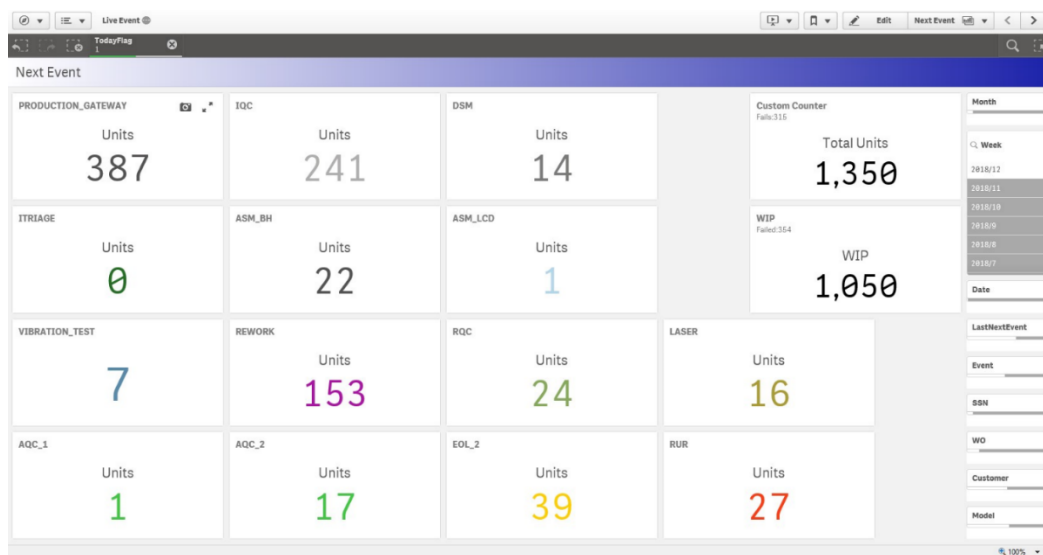 Live Event
Edit
Next Event
TodayFlag
1
Next Event
PRODUCTION_GATEWAY
Units
387
IQC
Units
241
DSM
Units
14
Custom Counter
Fails:316
Total Units
1,350
ITRIAGE
Units
0
ASM_BH
Units
22
ASM_LCD
Units
1
WIP
Failed:364
WIP
1,050
VIBRATION_TEST
7
REWORK
Units
153
RQC
Units
24
LASER
Units
16
AQC_1
Units
1
AQC_2
Units
17
EOL_2
Units
39
RUR
Units
27
Month
Week
2018/12
2018/11
2018/10
2018/9
2018/8
2018/7
Date
LastNextEvent
Event
SSN
WO
Customer
Model
100%